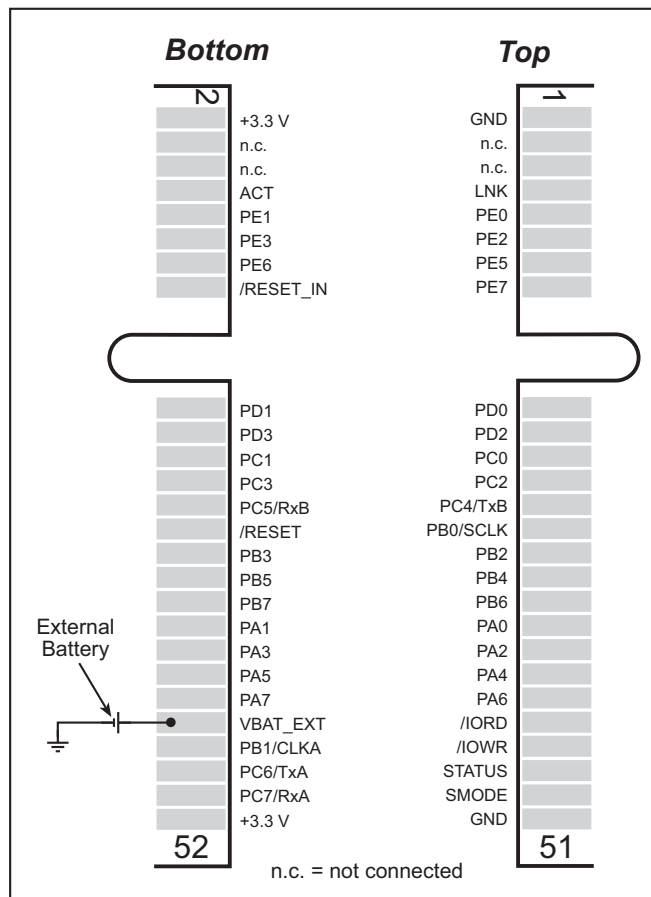 Bottom Top
2 1
+3.3 V GND
n.c. n.c.
n.c. n.c.
ACT LNK
PE1 PE0
PE3 PE2
PE6 PE5
/RESET_IN PE7
PD1 PD0
PD3 PD2
PC1 PC0
PC3 PC2
PC5/RxB PC4/TxB
/RESET PB0/SCLK
PB3 PB2
PB5 PB4
PB7 PB6
External
Battery
PA1 PA0
PA3 PA2
PA5 PA4
PA7 PA6
VBAT_EXT /IORD
PB1/CLKA /IOWR
PC6/TxA STATUS
PC7/RxA SMODE
+3.3 V GND
52 51
n.c. = not connected